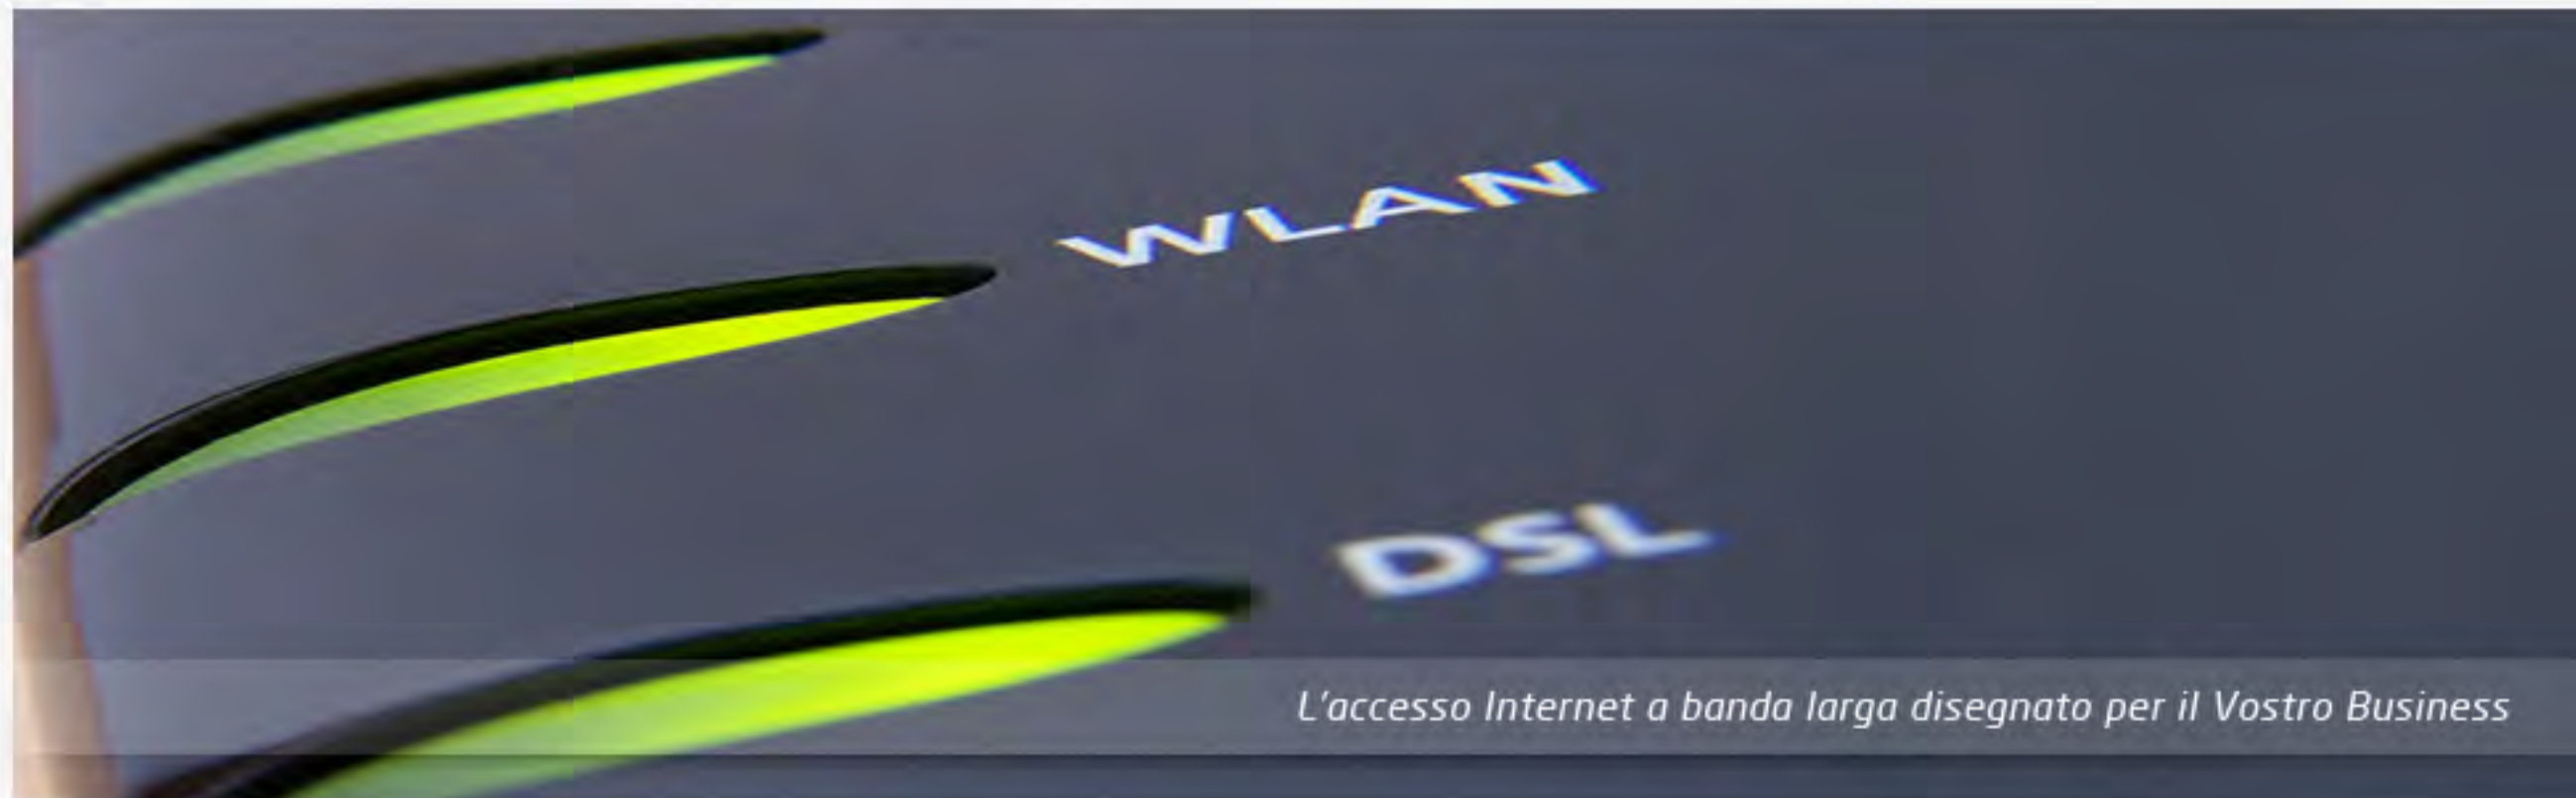 WLAN
DSL
L'accesso Internet a banda larga disegnato per il Vostro Business